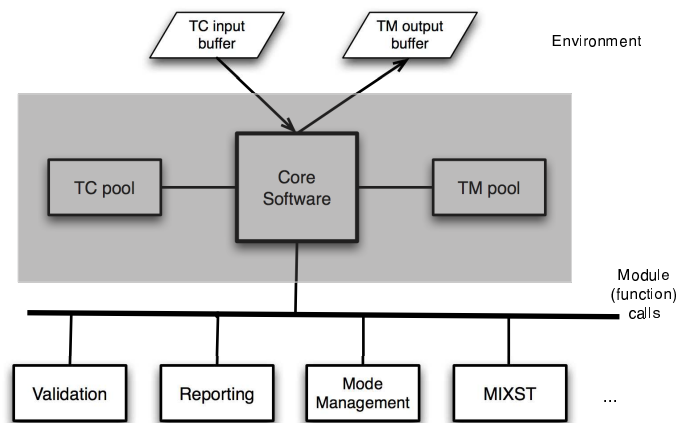 TC input
buffer
TM output
buffer
Environment
TC pool
Core
Software
TM pool
Module
(function)
calls
Validation
Reporting
Mode
Management
MIXST
...